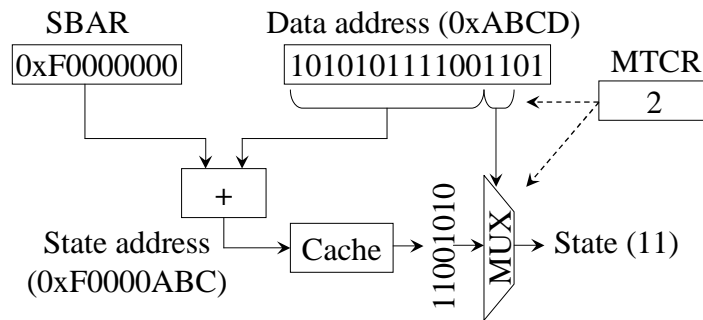 SBAR
Data address (0xABCD)
0xF0000000
1010101111001101
MTCR
2
+
State address
(0xF0000ABC)
Cache
11001010
MUX
State (11)